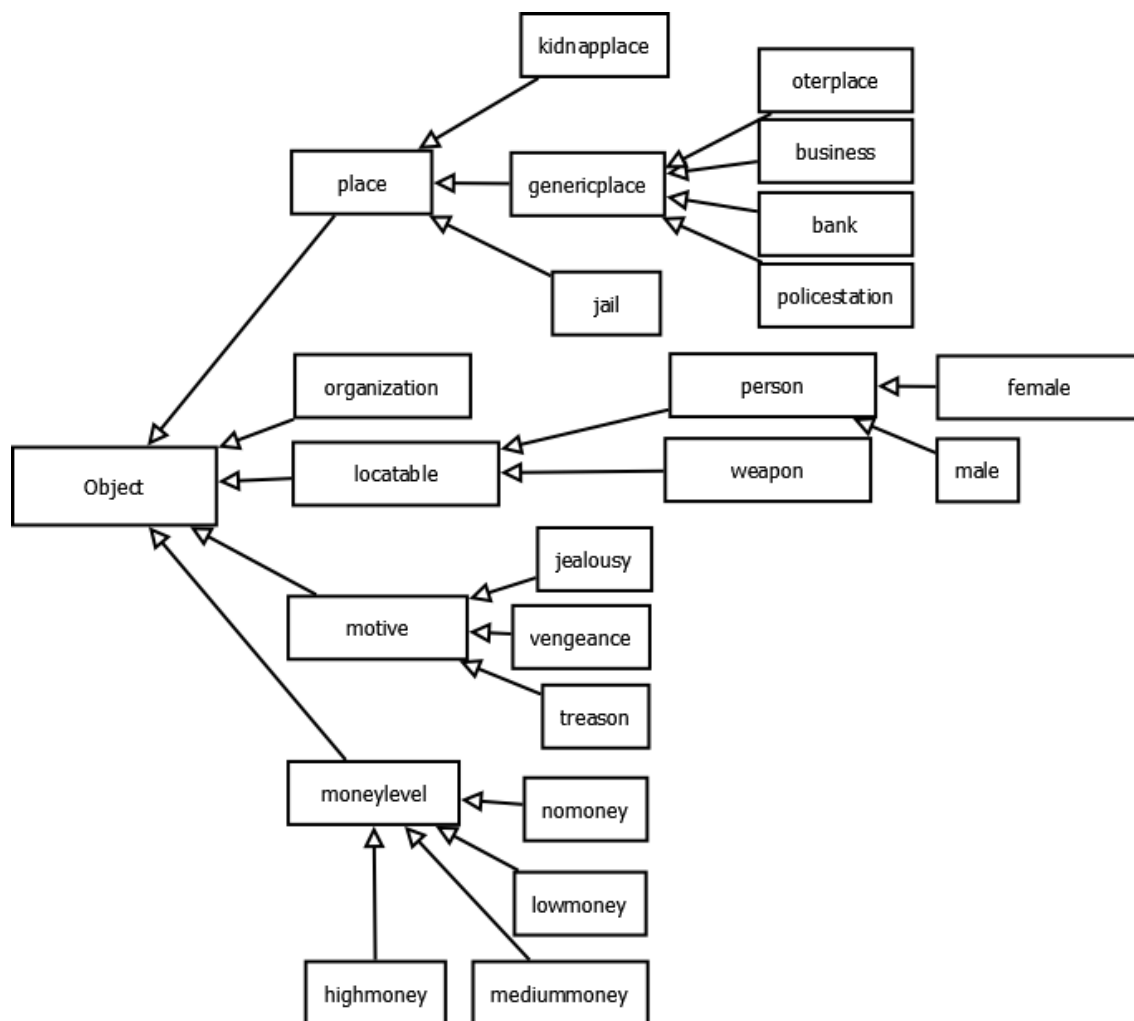 kidnapplace
oterplace
business
place
genericplace
bank
policestation
jail
organization
person
female
Object
locatable
weapon
male
jealousy
motive
vengeance
treason
moneylevel
nomoney
lowmoney
highmoney
mediummoney